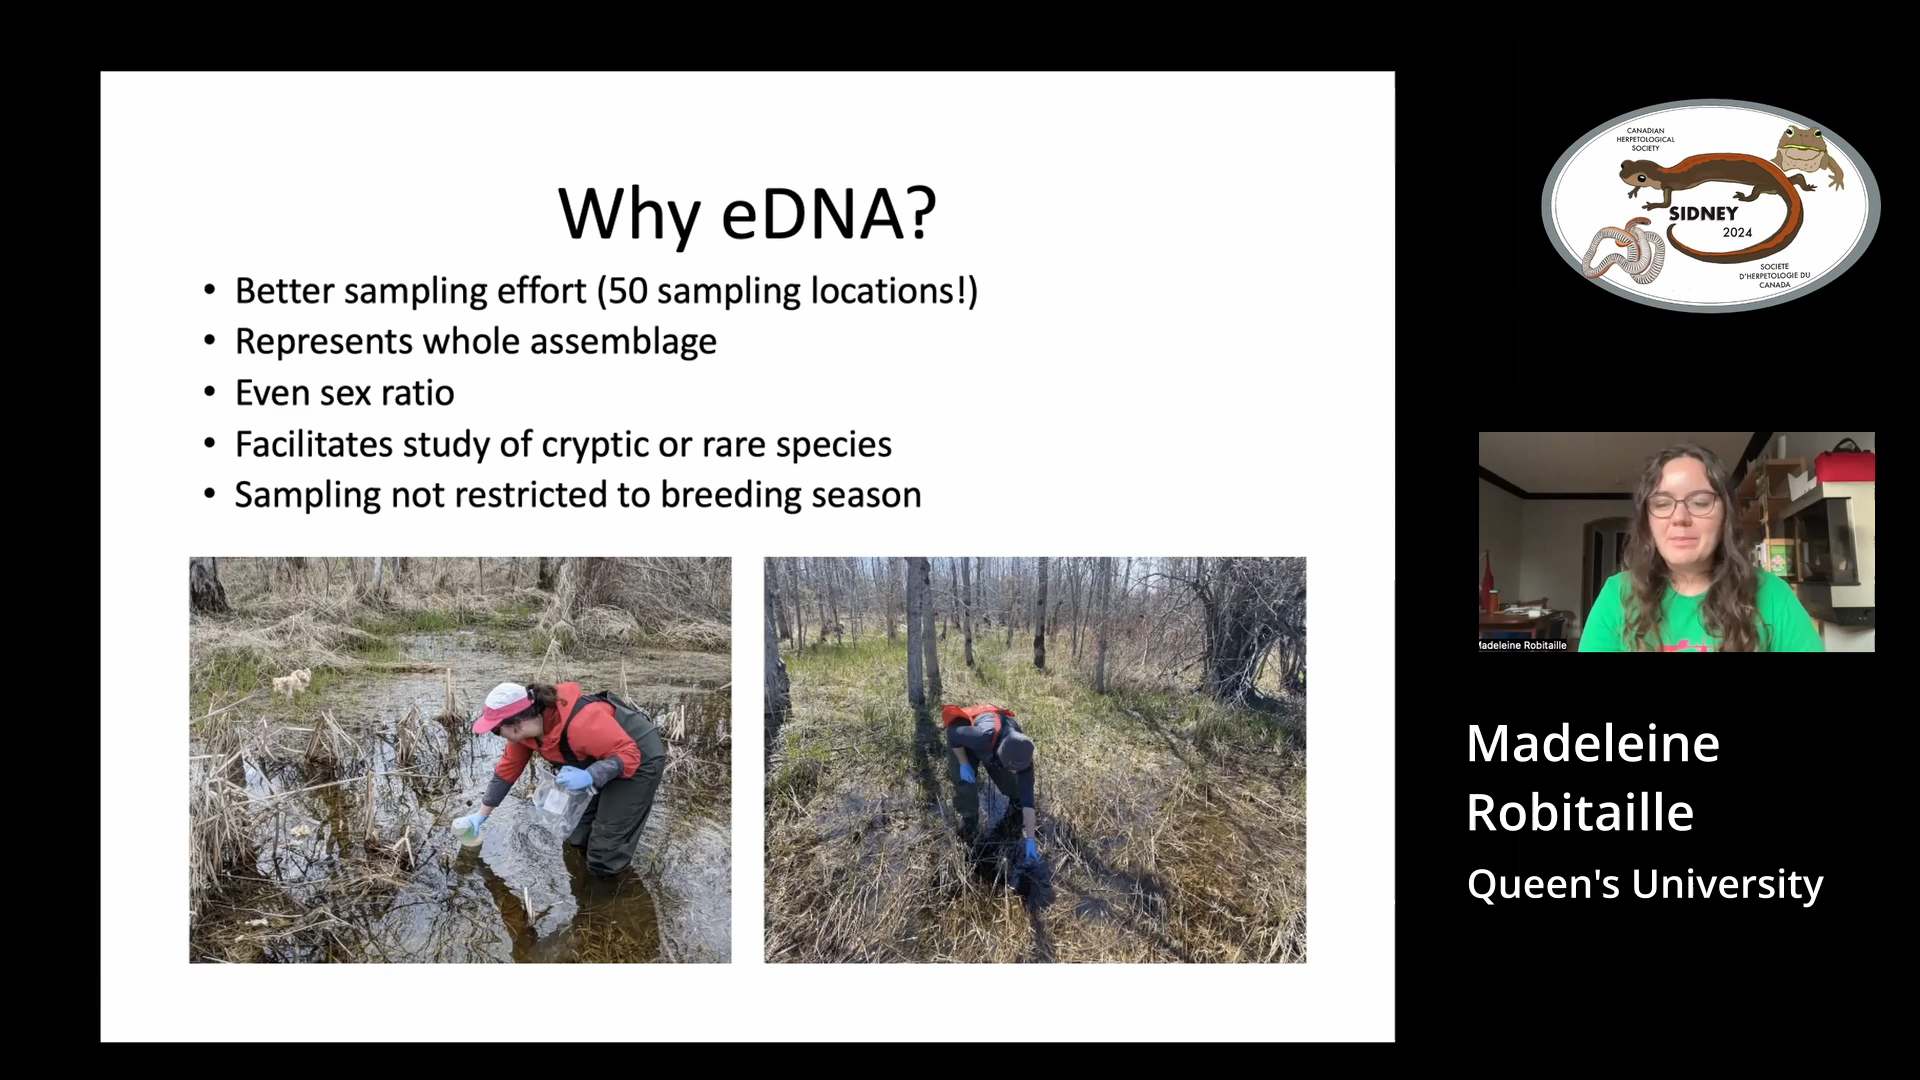 Why eDNA?
• Better sampling effort (50 sampling locations!)
• Represents whole assemblage
• Even sex ratio
• Facilitates study of cryptic or rare species
• Sampling not restricted to breeding season
CANADIAN
HERPETOLOGICAL
SOCIETY
SIDNEY
2024
SOCIETE
D'HERPETOLOGIE DU
CANADA
Madeleine Robitaille
Madeleine
Robitaille
Queen's University